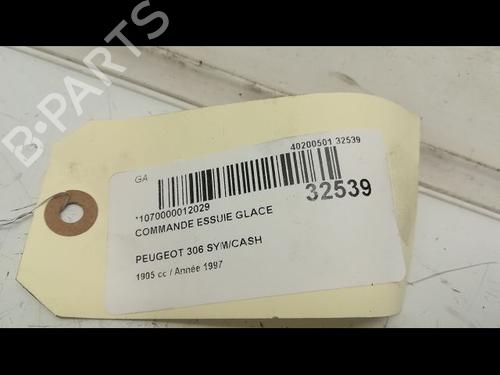 B-PARTS
GA
40200501 32539
*1070000012029
32539
COMMANDE ESSUIE GLACE
PEUGEOT 306 SYM/CASH
1905 cc / Année 1997